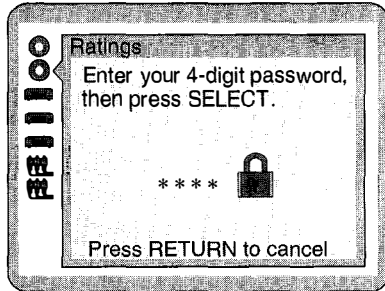 Ratings
Enter your 4-digit password,
then press SELECT.
****
Press RETURN to cancel